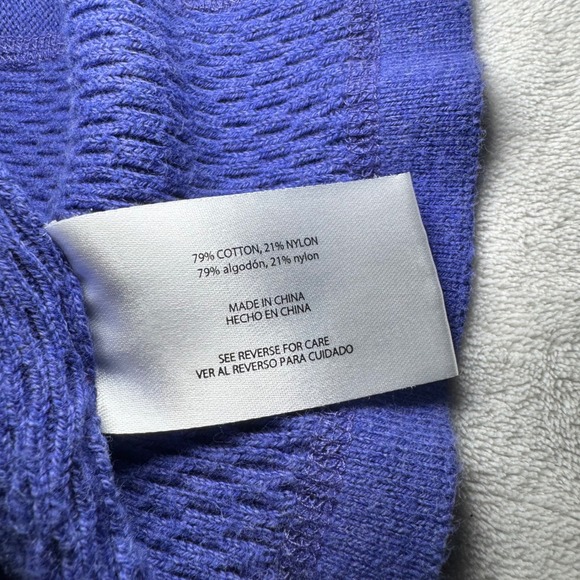 79% COTTON, 21% NYLON
79% algodón, 21% nylon
MADE IN CHINA
HECHO EN CHINA
SEE REVERSE FOR CARE
VER AL REVERSO PARA CUIDADO